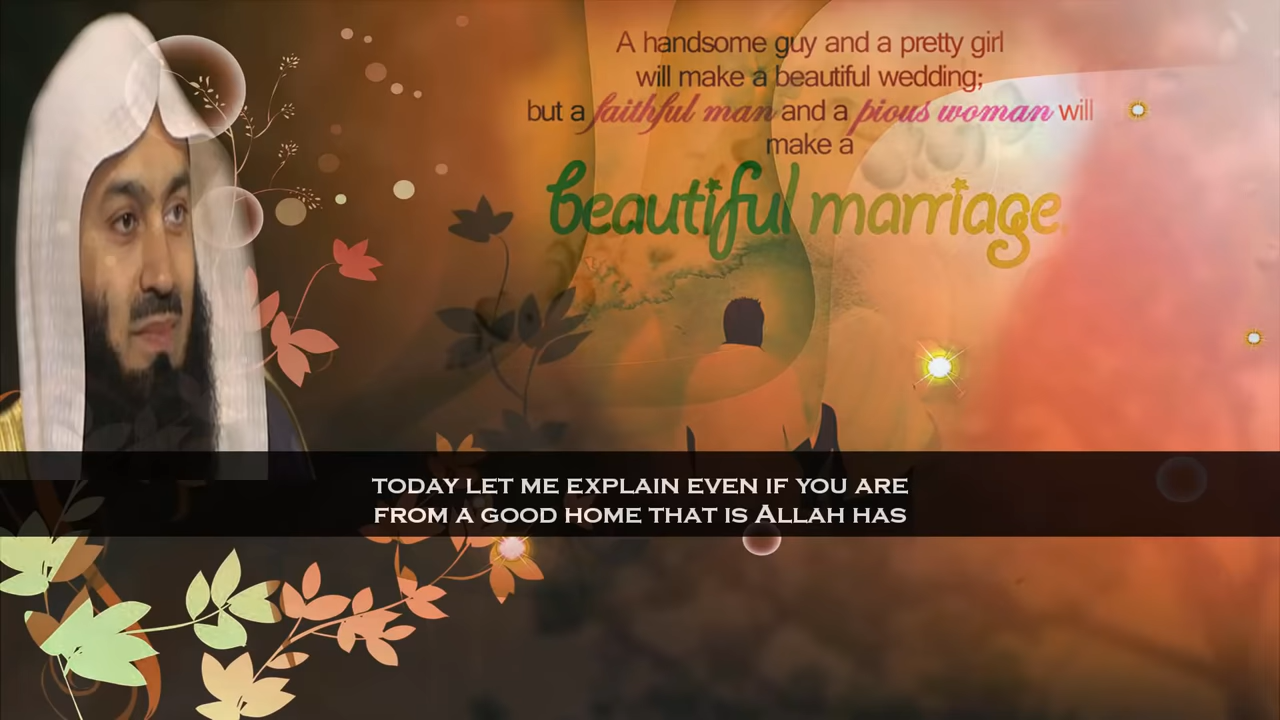 A handsome guy and a pretty girl
will make a beautiful wedding;
but a faithful man and a pious woman will
make a
beautiful marriage.
TODAY LET ME EXPLAIN EVEN IF YOU ARE
FROM A GOOD HOME THAT IS ALLAH HAS